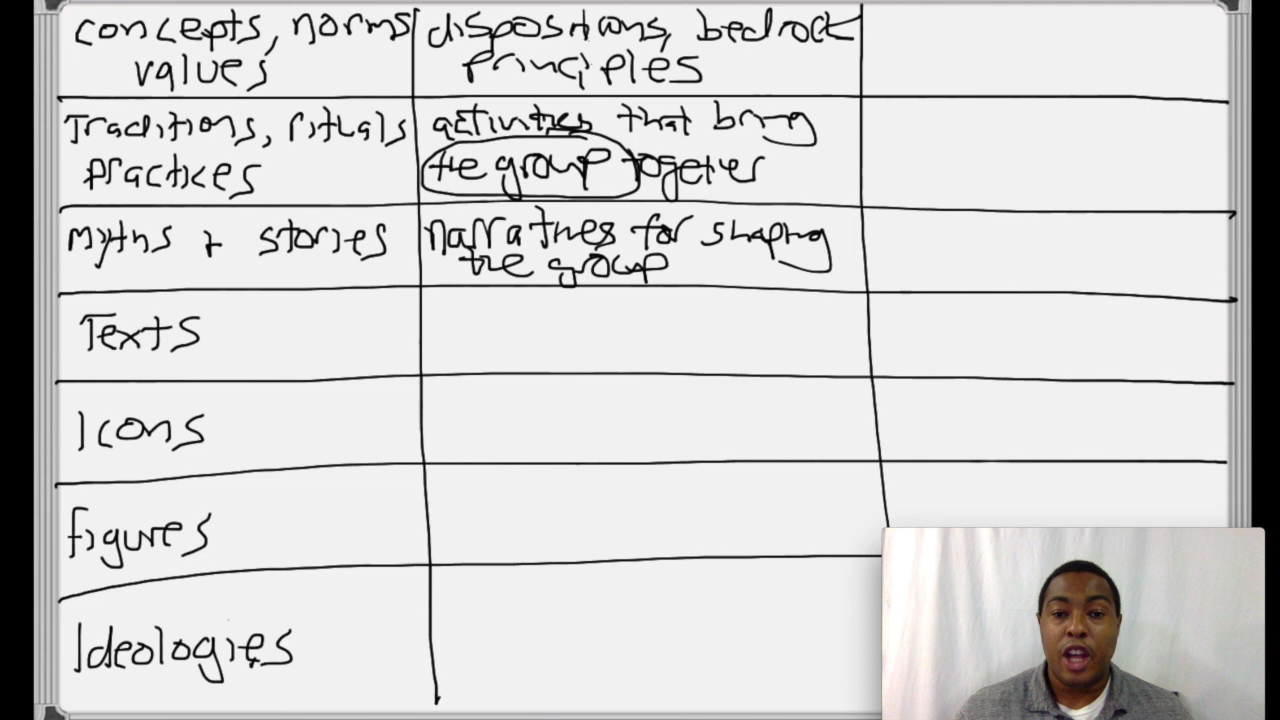 concepts, norms
values
dispositions, bedrock
principles
Traditions, rituals
practices
activities that bring
the group together
Myths + stories
narratives for shaping
the group
Texts
Icons
figures
Ideologies